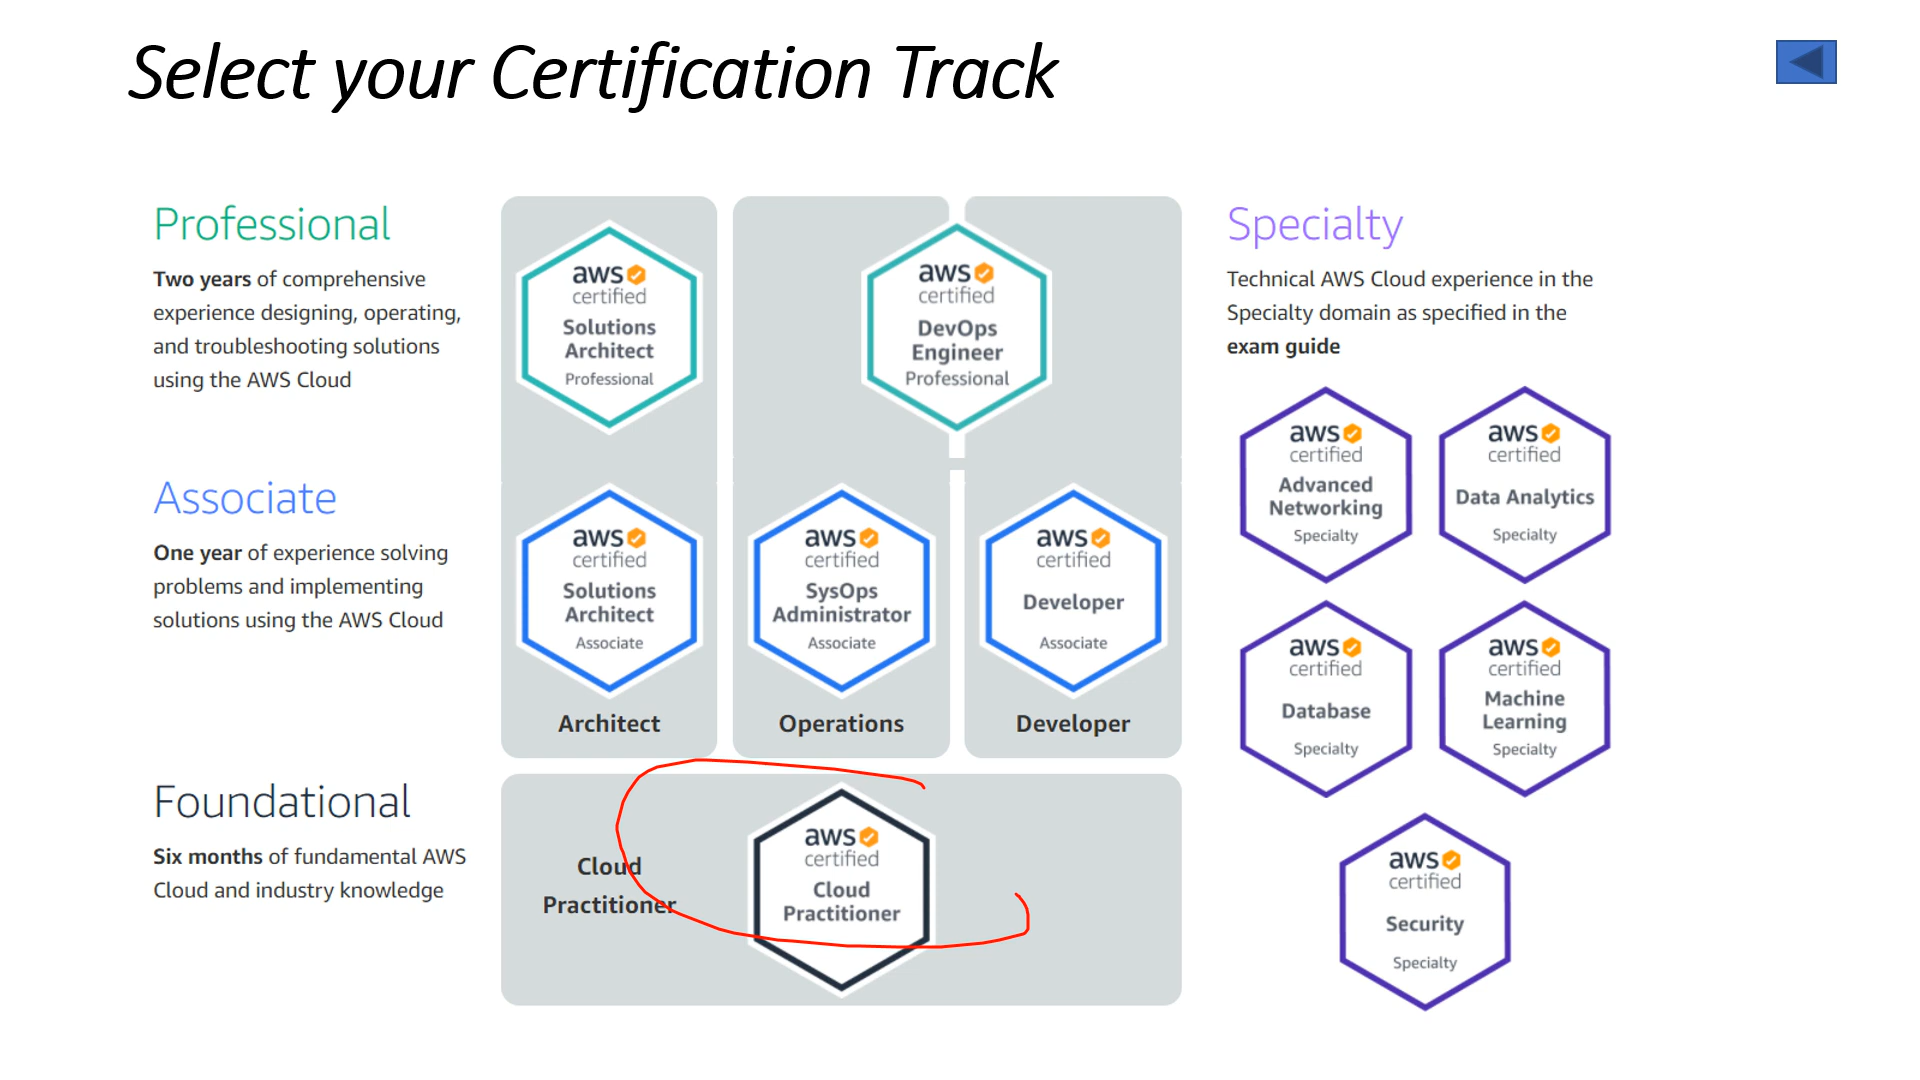 Select your Certification Track
Professional
Two years of comprehensive
experience designing, operating,
and troubleshooting solutions
using the AWS Cloud
aws
certified
Solutions
Architect
Professional
aws
certified
DevOps
Engineer
Professional
Associate
One year of experience solving
problems and implementing
solutions using the AWS Cloud
aws
certified
Solutions
Architect
Associate
Architect
aws
certified
SysOps
Administrator
Associate
Operations
aws
certified
Developer
Associate
Developer
Foundational
Six months of fundamental AWS
Cloud and industry knowledge
Cloud
Practitioner
aws
certified
Cloud
Practitioner
Specialty
Technical AWS Cloud experience in the
Specialty domain as specified in the
exam guide
aws
certified
Advanced
Networking
Specialty
aws
certified
Data Analytics
Specialty
aws
certified
Database
Specialty
aws
certified
Machine
Learning
Specialty
aws
certified
Security
Specialty